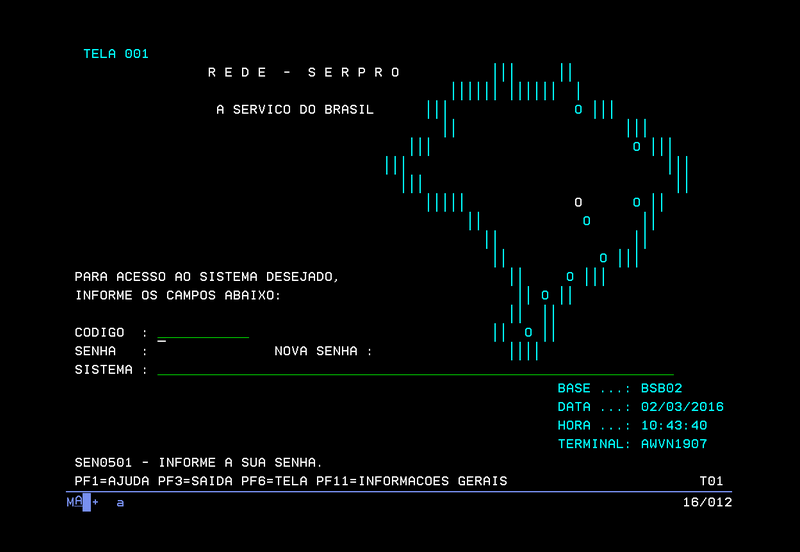 TELA 001
R E D E - S E R P R O
A SERVICO DO BRASIL
PARA ACESSO AO SISTEMA DESEJADO,
INFORME OS CAMPOS ABAIXO:
CODIGO :
SENHA : NOVA SENHA :
SISTEMA :
BASE ...: BSB02
DATA ...: 02/03/2016
HORA ...: 10:43:40
TERMINAL: AWVN1907
SEN0501 - INFORME A SUA SENHA.
PF1=AJUDA PF3=SAIDA PF6=TELA PF11=INFORMACOES GERAIS T01
MA + a 16/012